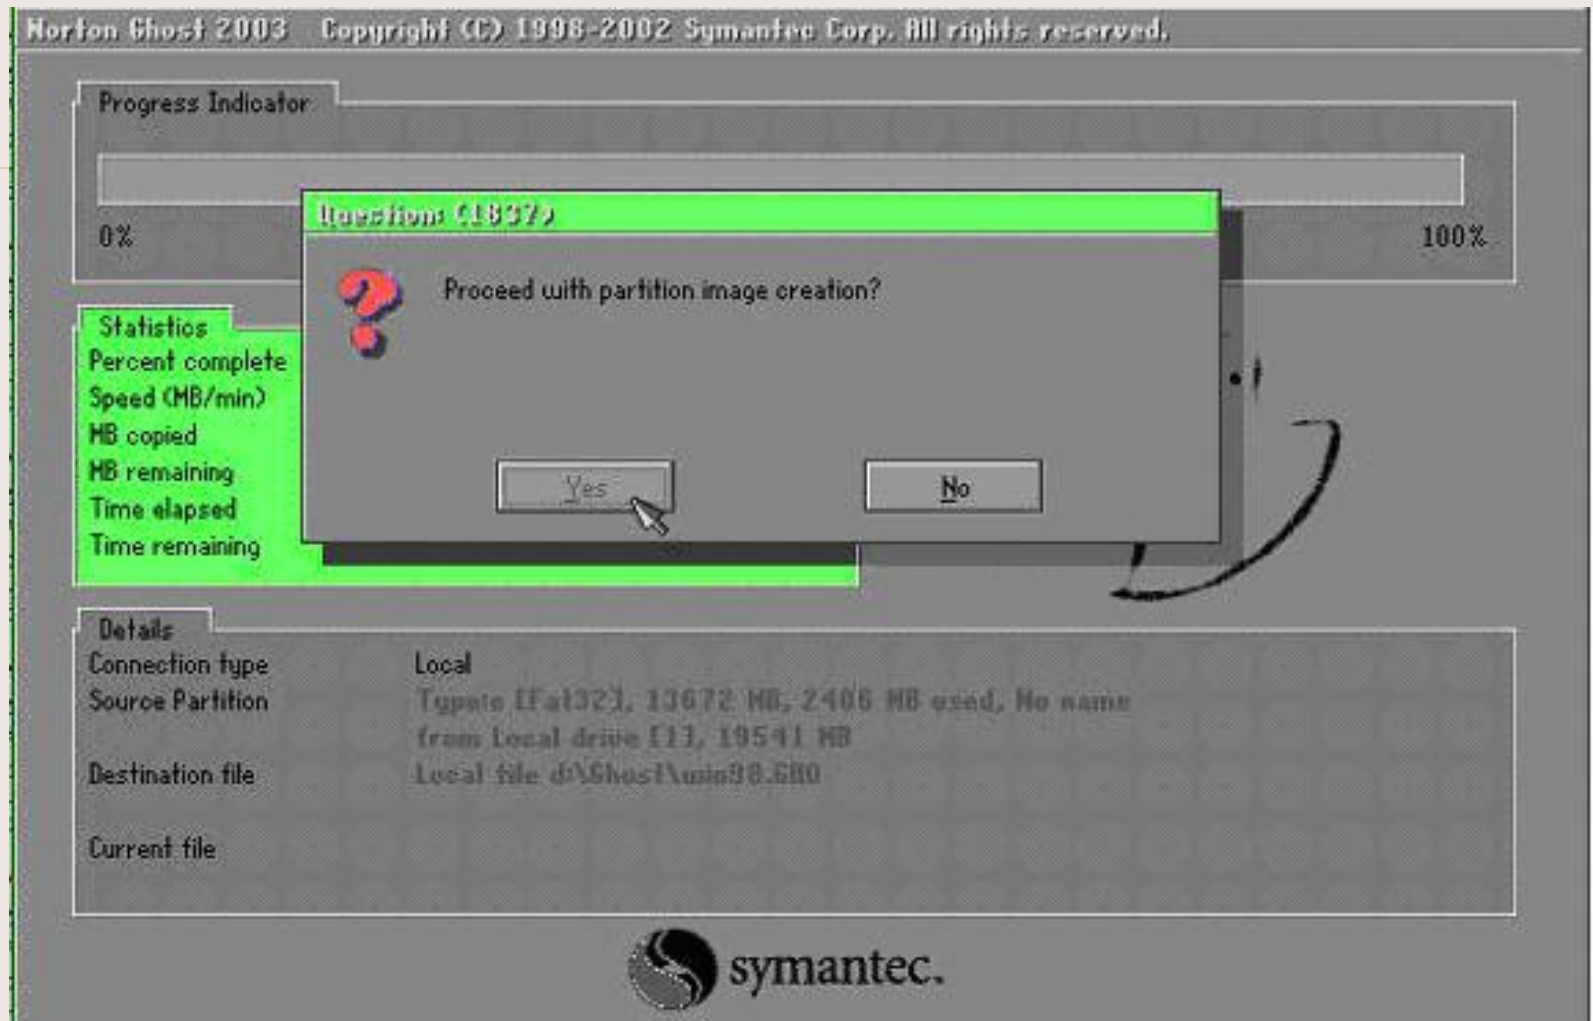 Norton Ghost 2003   Copyright (C) 1998-2002 Symantec Corp. All rights reserved.
Progress Indicator
0%
100%
Question: (1837)
Proceed with partition image creation?
Yes
No
Statistics
Percent complete
Speed (MB/min)
MB copied
MB remaining
Time elapsed
Time remaining
Details
Connection type Local
Source Partition Type:c [Fat32], 13672 MB, 2406 MB used, No name
from Local drive [1], 19541 MB
Destination file Local file d:\Ghost\win98.GHO
Current file
symantec.